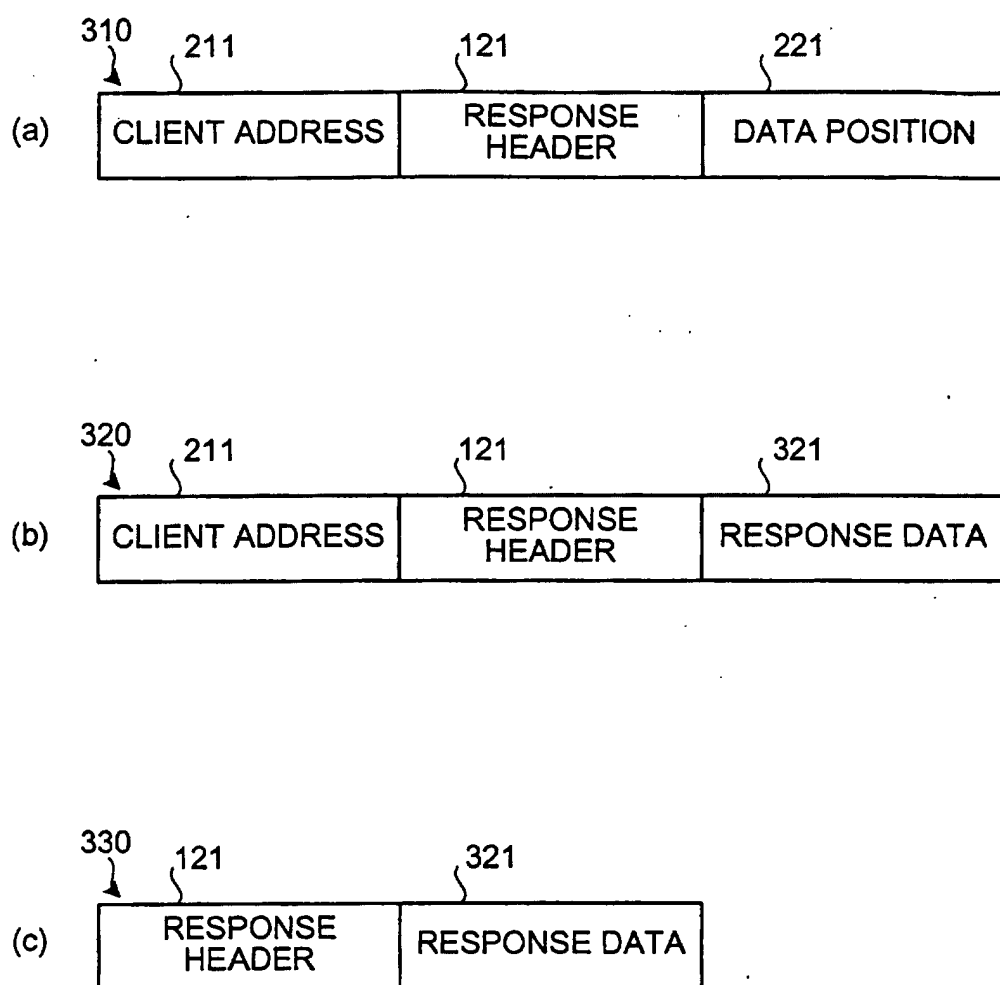 310
211
121
221
(a)
CLIENT ADDRESS
RESPONSE
HEADER
DATA POSITION
320
211
121
321
(b)
CLIENT ADDRESS
RESPONSE
HEADER
RESPONSE DATA
330
121
321
(c)
RESPONSE
HEADER
RESPONSE DATA